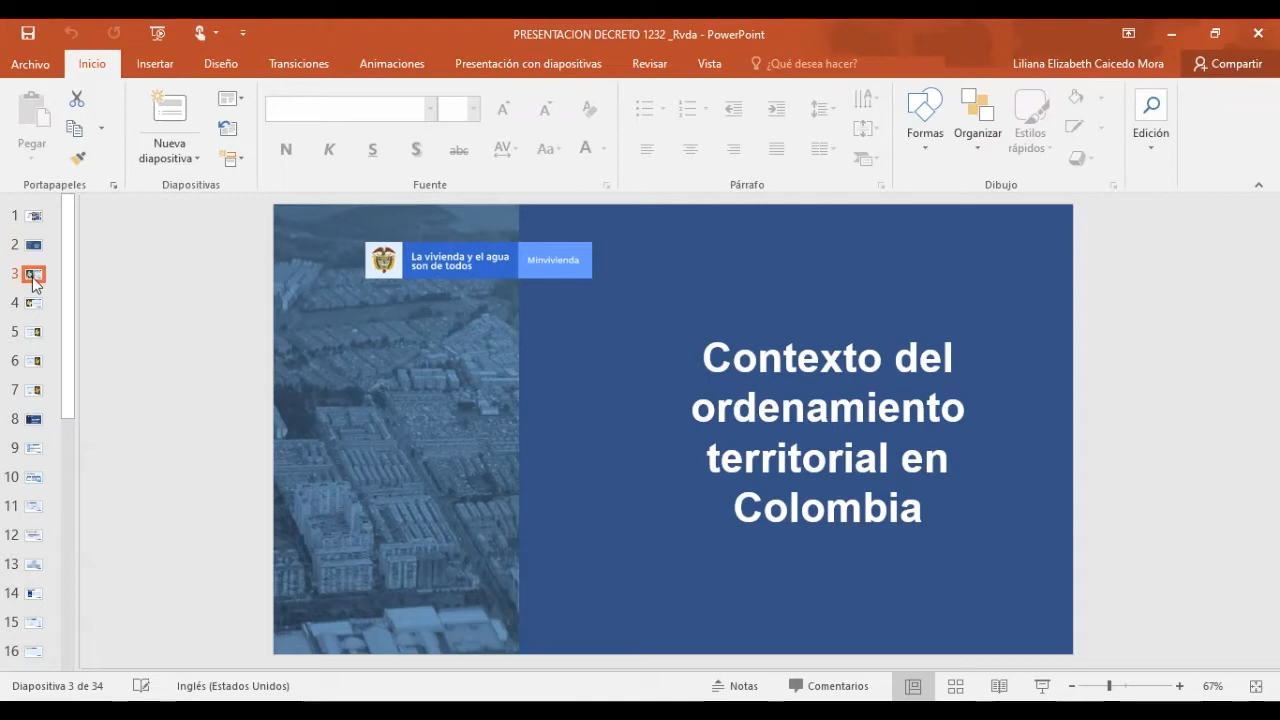 PRESENTACION DECRETO 1232 _Rvda - PowerPoint
Archivo Inicio Insertar Diseño Transiciones Animaciones Presentación con diapositivas Revisar Vista ¿Qué desea hacer? Liliana Elizabeth Caicedo Mora Compartir
Pegar
Nueva
diapositiva
N K S S abc AV Aa A
Formas Organizar Estilos
rápidos
Edición
Portapapeles Diapositivas Fuente Párrafo Dibujo
1
2
3
4
5
6
7
8
9
10
11
12
13
14
15
16
La vivienda y el agua
son de todos
Minvivienda
Contexto del
ordenamiento
territorial en
Colombia
Diapositiva 3 de 34 Inglés (Estados Unidos) Notas Comentarios 67%